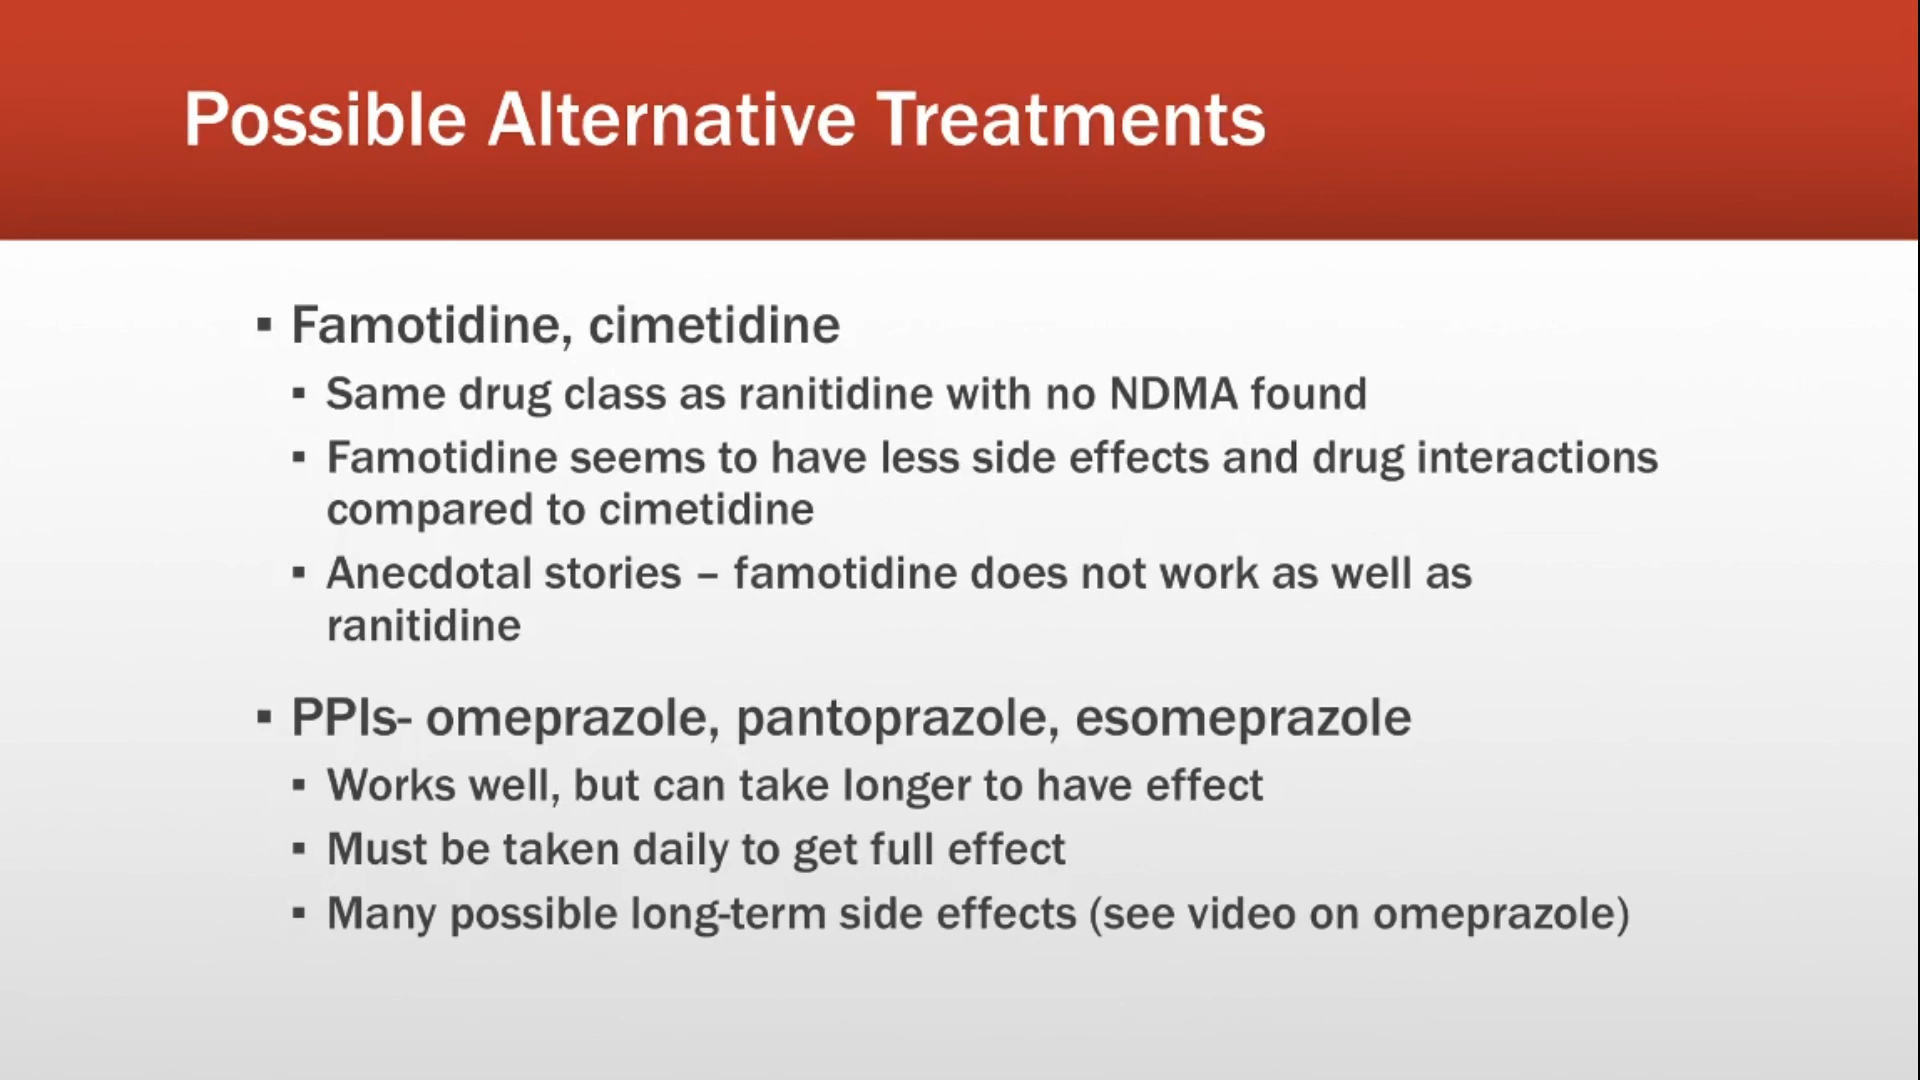 Possible Alternative Treatments
▪ Famotidine, cimetidine
▪ Same drug class as ranitidine with no NDMA found
▪ Famotidine seems to have less side effects and drug interactions
compared to cimetidine
▪ Anecdotal stories – famotidine does not work as well as
ranitidine
▪ PPIs- omeprazole, pantoprazole, esomeprazole
▪ Works well, but can take longer to have effect
▪ Must be taken daily to get full effect
▪ Many possible long-term side effects (see video on omeprazole)